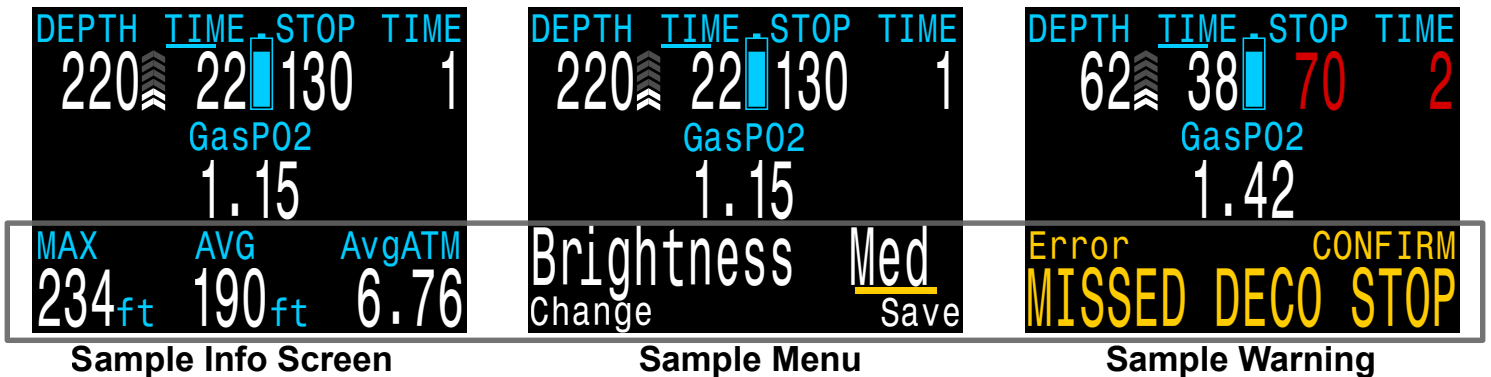 DEPTH TIME STOP TIME
220 22 130 1
GasPO2
1.15
MAX AVG AvgATM
234ft 190ft 6.76
Sample Info Screen
DEPTH TIME STOP TIME
220 22 130 1
GasPO2
1.15
Brightness Med
Change Save
Sample Menu
DEPTH TIME STOP TIME
62 38 70 2
GasPO2
1.42
Error CONFIRM
MISSED DECO STOP
Sample Warning